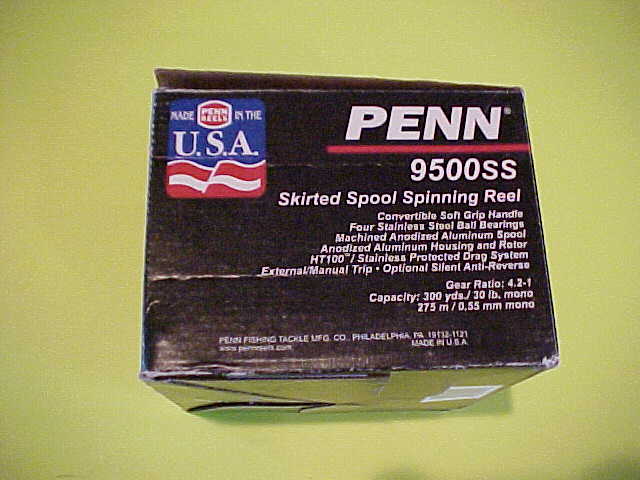 MADE IN THE
PENN
REELS
U.S.A.
PENN®
9500SS
Skirted Spool Spinning Reel
Convertible Soft Grip Handle
Four Stainless Steel Ball Bearings
Machined Anodized Aluminum Spool
Anodized Aluminum Housing and Rotor
HT100™/ Stainless Protected Drag System
External/Manual Trip • Optional Silent Anti-Reverse
Gear Ratio: 4.2-1
Capacity: 300 yds./ 30 lb. mono
275 m / 0,55 mm mono
PENN FISHING TACKLE MFG. CO., PHILADELPHIA, PA 19132-1121
www.pennreels.com MADE IN U.S.A.